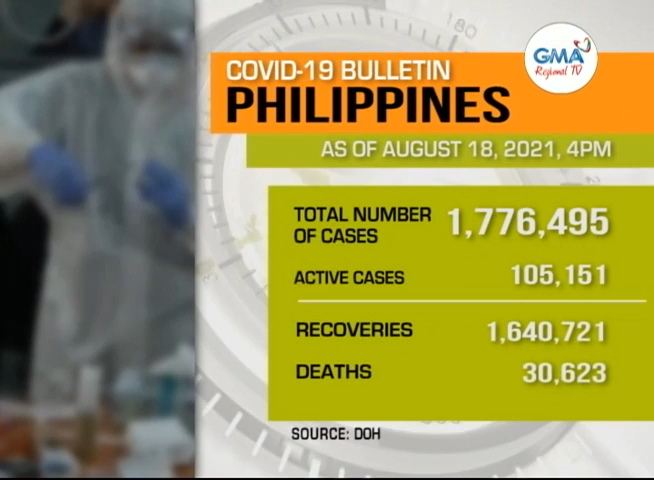 180
GMA
Regional TV
COVID-19 BULLETIN
PHILIPPINES
AS OF AUGUST 18, 2021, 4PM
TOTAL NUMBER
OF CASES
1,776,495
ACTIVE CASES
105,151
RECOVERIES
1,640,721
DEATHS
30,623
SOURCE: DOH